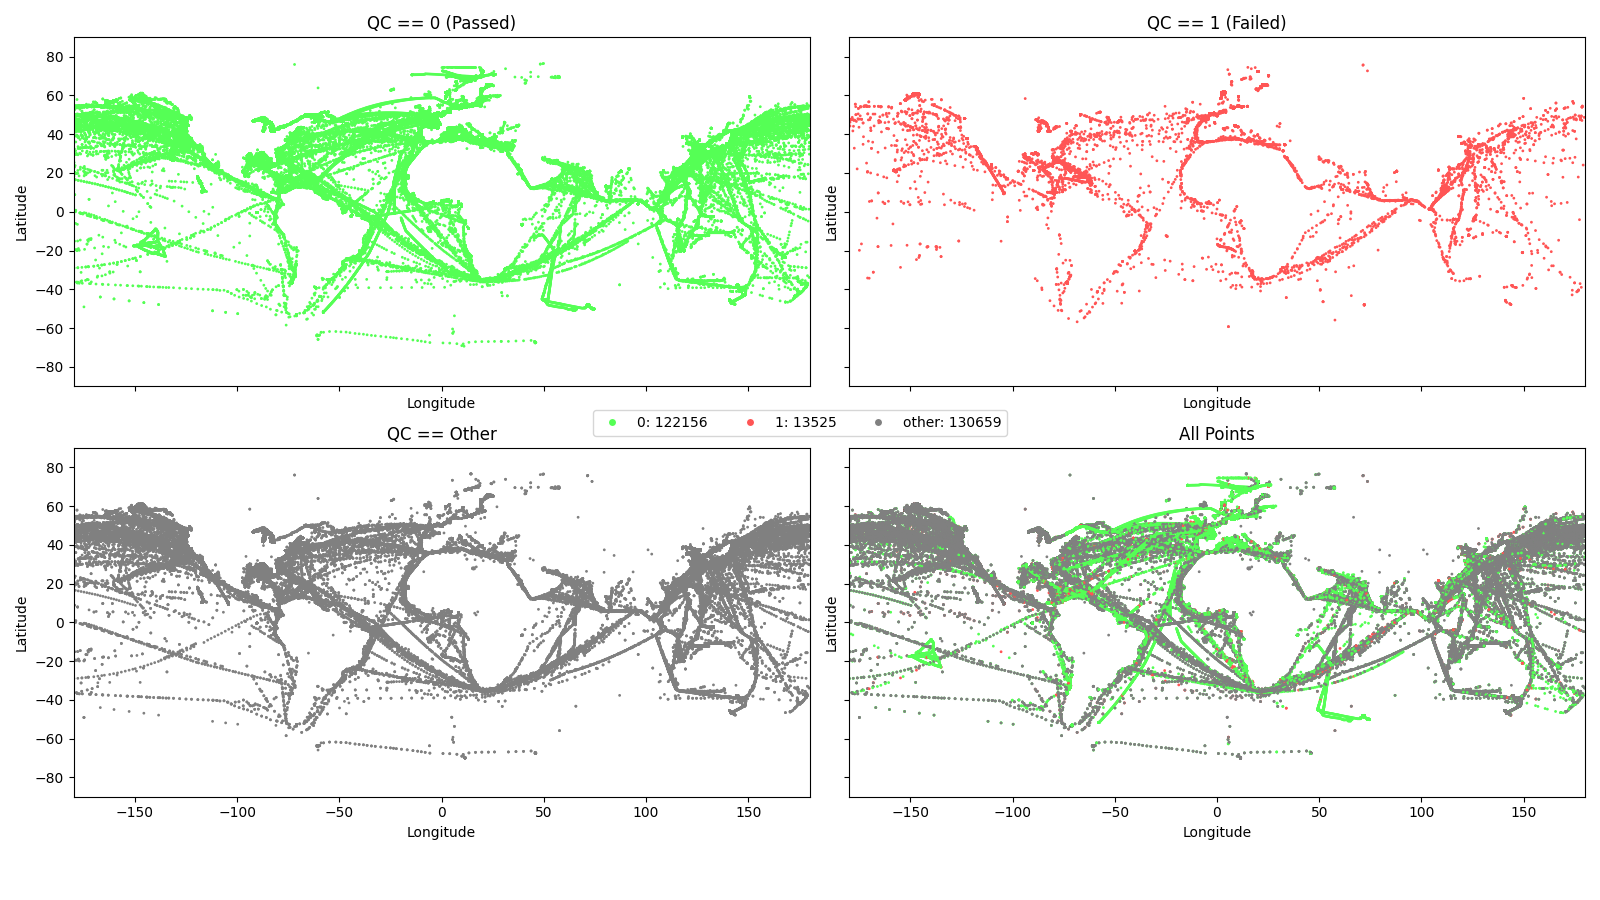 QC == 0 (Passed)
QC == 1 (Failed)
80
60
40
20
0
−20
−40
−60
−80
Latitude
Latitude
Longitude
Longitude
0: 122156 1: 13525 other: 130659
QC == Other
All Points
80
60
40
20
0
−20
−40
−60
−80
Latitude
Latitude
−150 −100 −50 0 50 100 150
−150 −100 −50 0 50 100 150
Longitude
Longitude